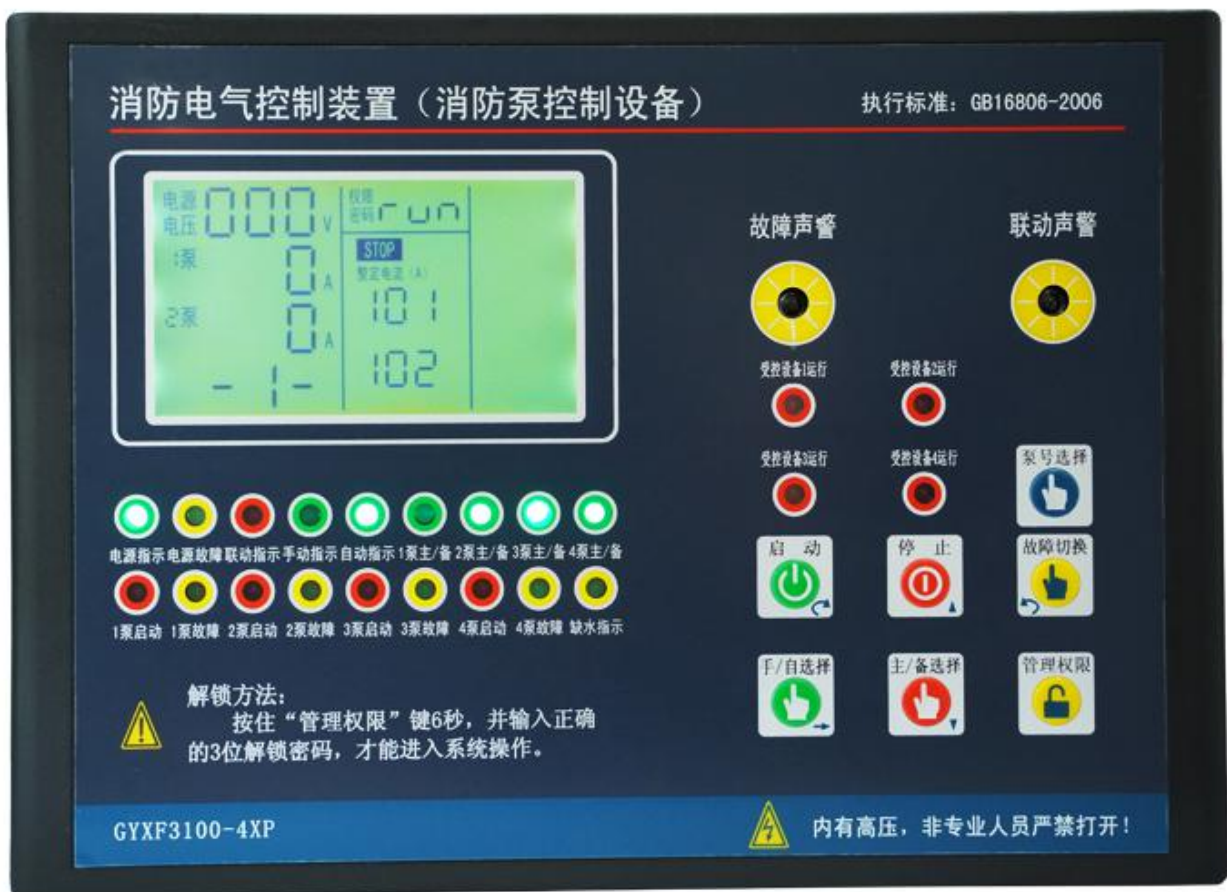 消防电气控制装置（消防泵控制设备）
执行标准：GB16806-2006
电源电压 000 V
权限密码 run
1泵 0 A
STOP
整定电流（A）
101
2泵 0 A
102
-1-
故障声警
联动声警
受控设备1运行
受控设备2运行
受控设备3运行
受控设备4运行
泵号选择
电源指示 电源故障 联动指示 手动指示 自动指示 1泵主/备 2泵主/备 3泵主/备 4泵主/备
启 动
停 止
故障切换
1泵启动 1泵故障 2泵启动 2泵故障 3泵启动 3泵故障 4泵启动 4泵故障 缺水指示
手/自选择
主/备选择
管理权限
解锁方法：
按住“管理权限”键6秒，并输入正确
的3位解锁密码，才能进入系统操作。
GYXF3100-4XP
内有高压，非专业人员严禁打开！